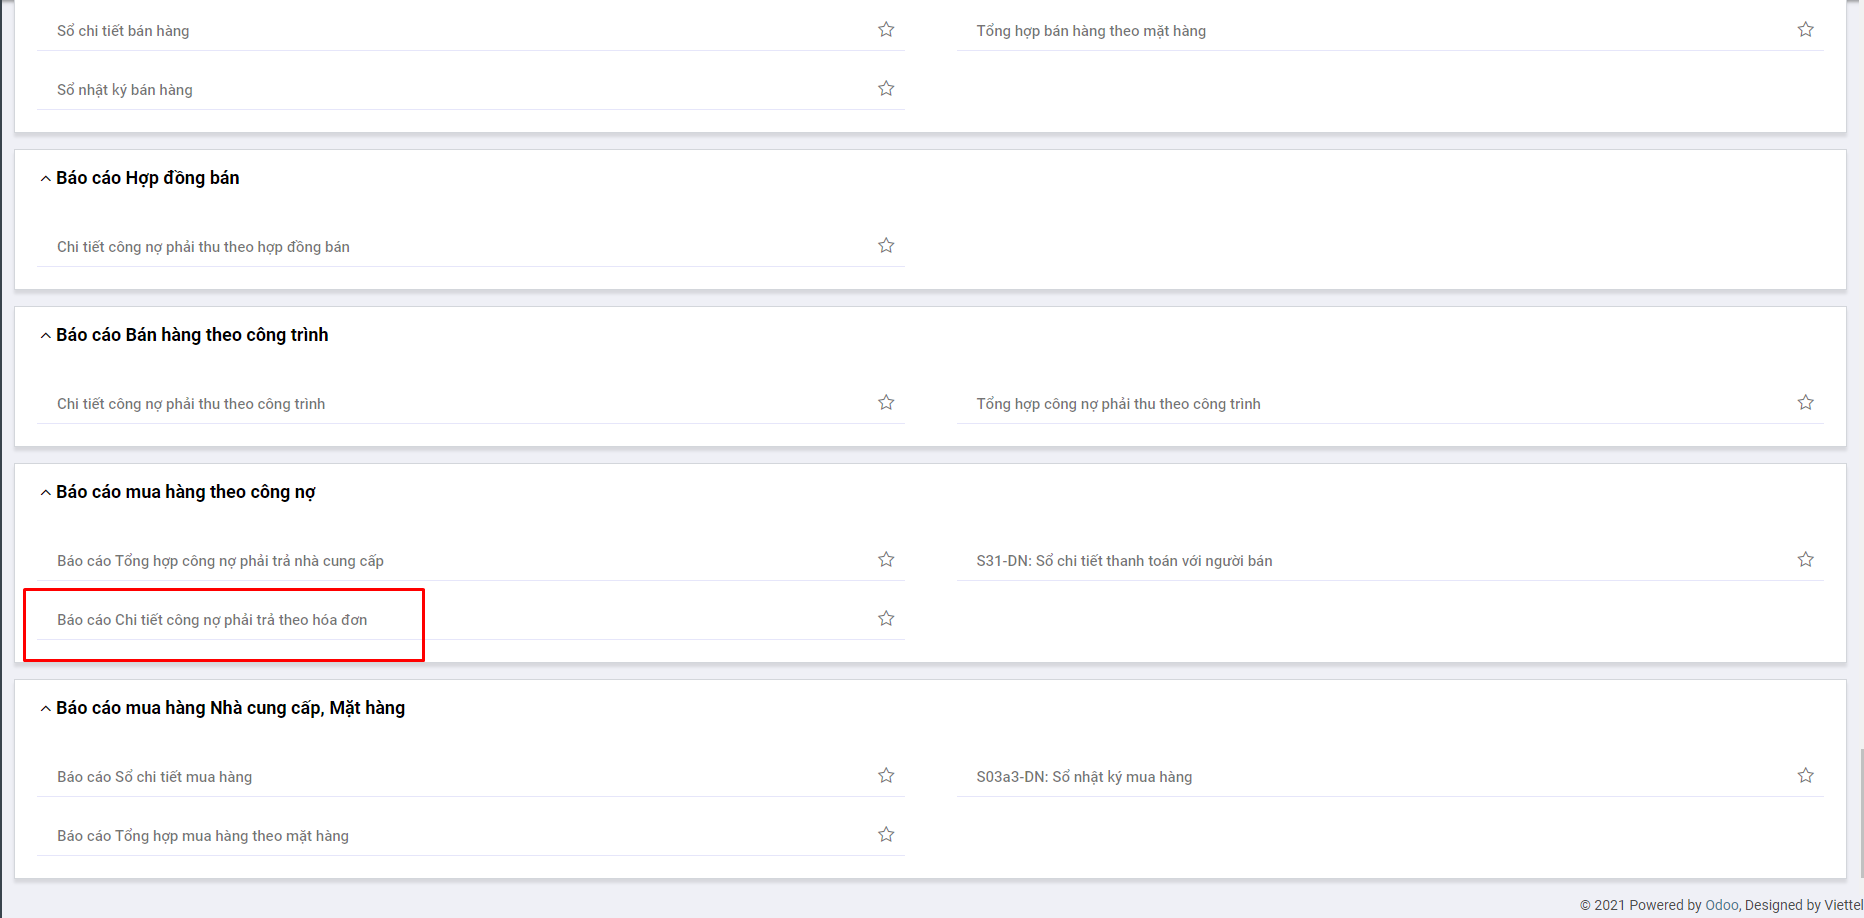 Sổ chi tiết bán hàng
Tổng hợp bán hàng theo mặt hàng
Sổ nhật ký bán hàng
Báo cáo Hợp đồng bán
Chi tiết công nợ phải thu theo hợp đồng bán
Báo cáo Bán hàng theo công trình
Chi tiết công nợ phải thu theo công trình
Tổng hợp công nợ phải thu theo công trình
Báo cáo mua hàng theo công nợ
Báo cáo Tổng hợp công nợ phải trả nhà cung cấp
S31-DN: Sổ chi tiết thanh toán với người bán
Báo cáo Chi tiết công nợ phải trả theo hóa đơn
Báo cáo mua hàng Nhà cung cấp, Mặt hàng
Báo cáo Sổ chi tiết mua hàng
S03a3-DN: Sổ nhật ký mua hàng
Báo cáo Tổng hợp mua hàng theo mặt hàng
© 2021 Powered by Odoo, Designed by Viettel